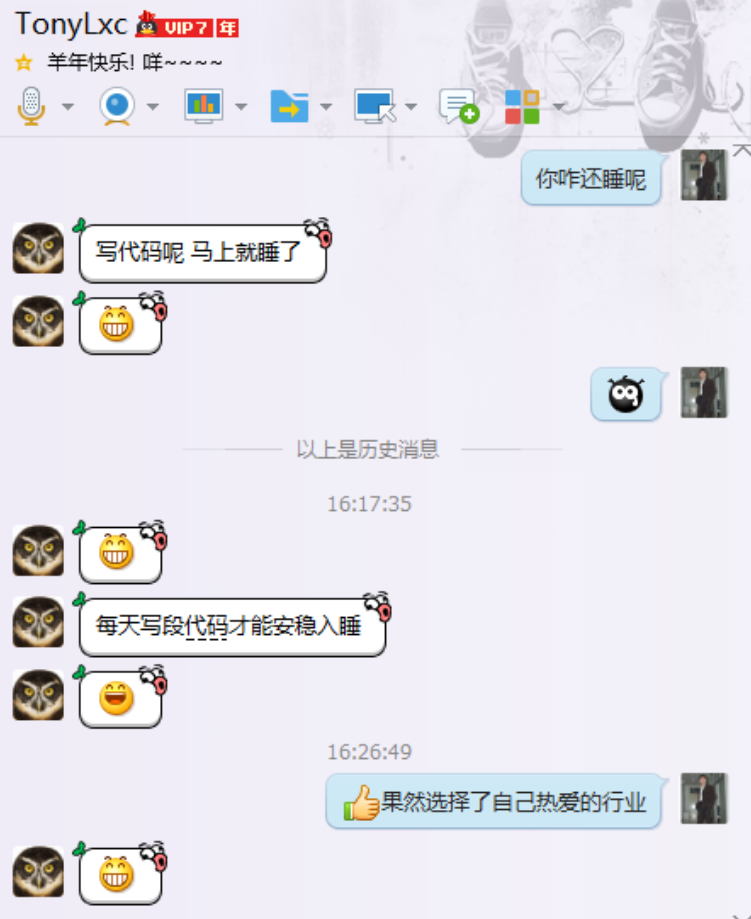 TonyLxc VIP7年
羊年快乐! 咩~~~~
你咋还睡呢
写代码呢 马上就睡了
以上是历史消息
16:17:35
每天写段代码才能安稳入睡
16:26:49
果然选择了自己热爱的行业